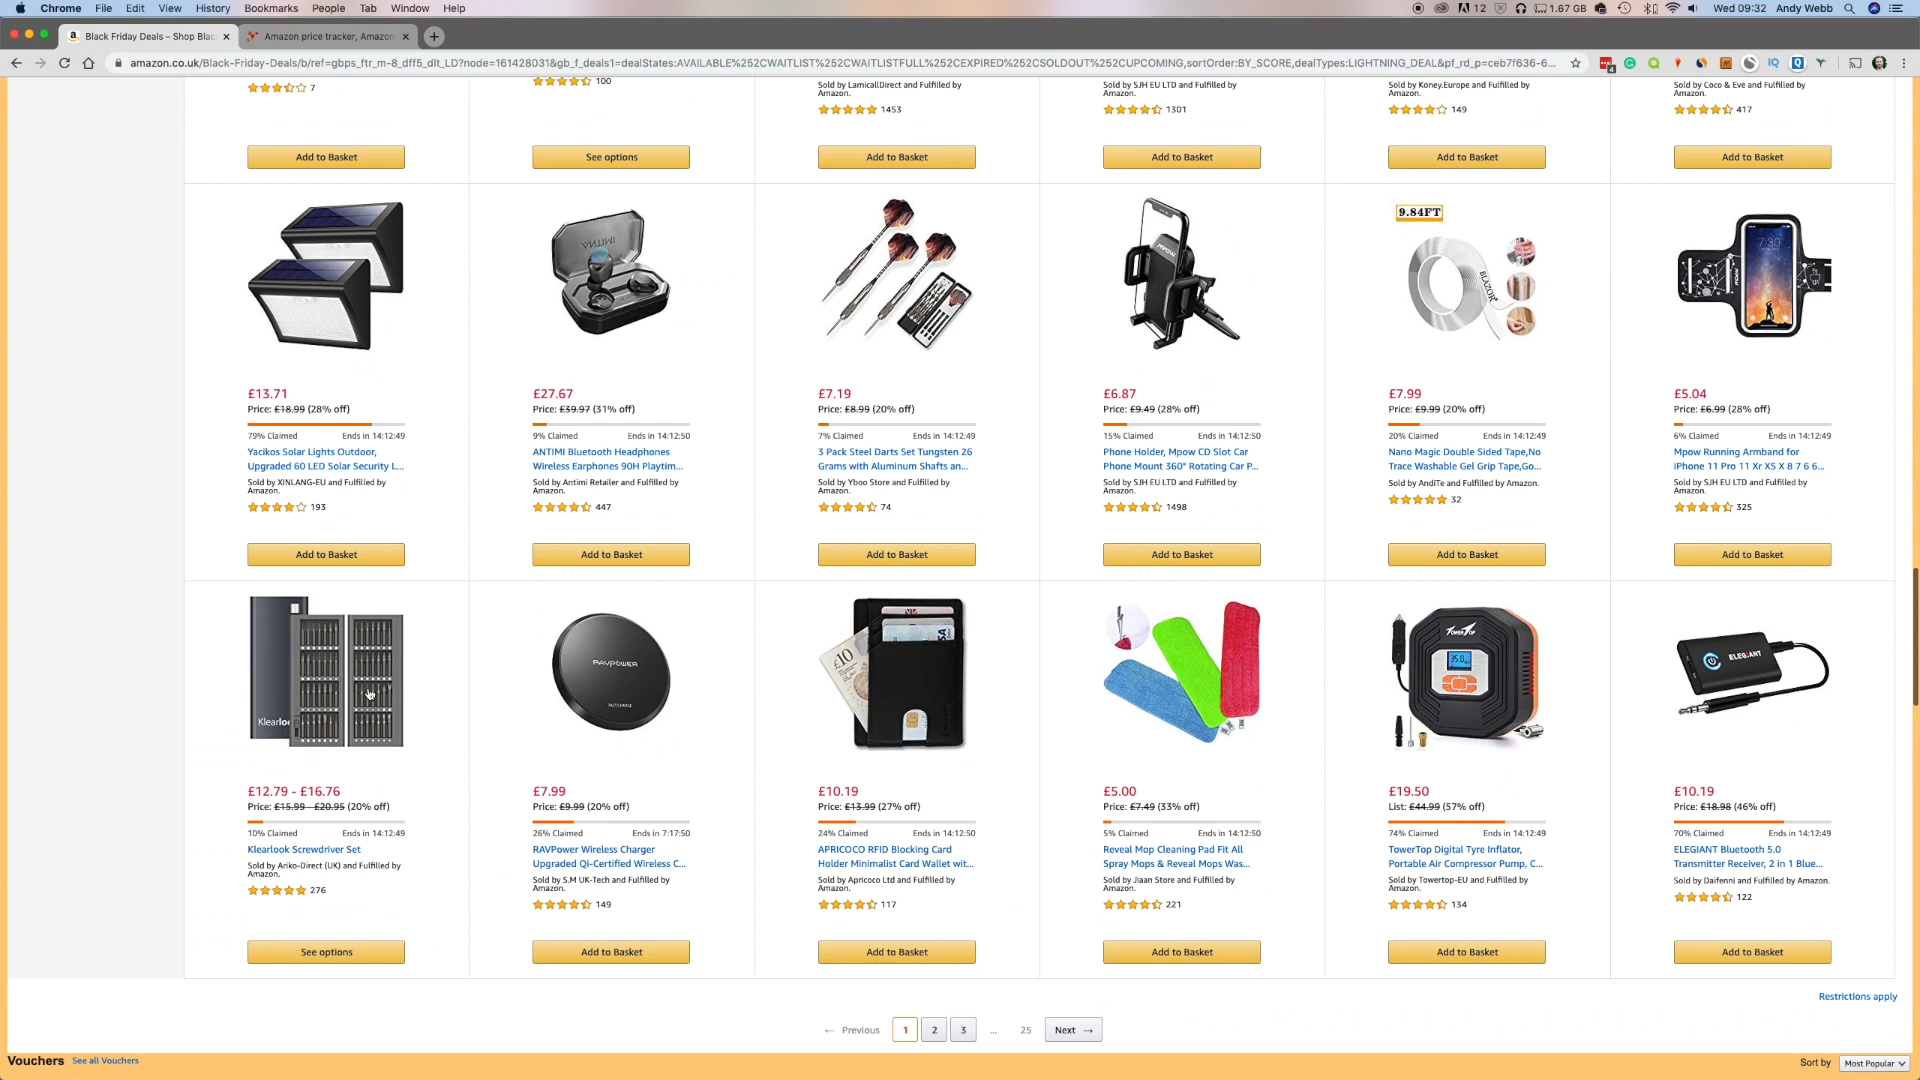 Chrome File Edit View History Bookmarks People Tab Window Help 12 1.67 GB Wed 09:32 Andy Webb
Black Friday Deals – Shop Blac
Amazon price tracker, Amazon
amazon.co.uk/Black-Friday-Deals/b/ref=gbps_ftr_m-8_dff5_dlt_LD?node=161428031&gb_f_deals1=dealStates:AVAILABLE%252CWAITLIST%252CWAITLISTFULL%252CEXPIRED%252CSOLDOUT%252CUPCOMING,sortOrder:BY_SCORE,dealTypes:LIGHTNING_DEAL&pf_rd_p=ceb7f636-6...
7
Add to Basket
100
See options
Sold by LamicallDirect and Fulfilled by
Amazon.
1453
Add to Basket
Sold by SJH EU LTD and Fulfilled by
Amazon.
1301
Add to Basket
Sold by Koney.Europe and Fulfilled by
Amazon.
149
Add to Basket
Sold by Coco & Eve and Fulfilled by
Amazon.
417
Add to Basket
£13.71
Price: £18.99 (28% off)
79% Claimed Ends in 14:12:49
Yacikos Solar Lights Outdoor,
Upgraded 60 LED Solar Security L...
Sold by XINLANG-EU and Fulfilled by
Amazon.
193
Add to Basket
ANTIMI
£27.67
Price: £39.97 (31% off)
9% Claimed Ends in 14:12:50
ANTIMI Bluetooth Headphones
Wireless Earphones 90H Playtim...
Sold by Antimi Retailer and Fulfilled by
Amazon.
447
Add to Basket
£7.19
Price: £8.99 (20% off)
7% Claimed Ends in 14:12:49
3 Pack Steel Darts Set Tungsten 26
Grams with Aluminum Shafts an...
Sold by Yboo Store and Fulfilled by
Amazon.
74
Add to Basket
MPOW
£6.87
Price: £9.49 (28% off)
15% Claimed Ends in 14:12:50
Phone Holder, Mpow CD Slot Car
Phone Mount 360° Rotating Car P...
Sold by SJH EU LTD and Fulfilled by
Amazon.
1498
Add to Basket
9.84FT
BLAZOR
£7.99
Price: £9.99 (20% off)
20% Claimed Ends in 14:12:49
Nano Magic Double Sided Tape,No
Trace Washable Gel Grip Tape,Go...
Sold by AndiTe and Fulfilled by Amazon.
32
Add to Basket
7:30
£5.04
Price: £6.99 (28% off)
6% Claimed Ends in 14:12:49
Mpow Running Armband for
iPhone 11 Pro 11 Xr XS X 8 7 6 6...
Sold by SJH EU LTD and Fulfilled by
Amazon.
325
Add to Basket
Klearloo
£12.79 - £16.76
Price: £15.99 - £20.95 (20% off)
10% Claimed Ends in 14:12:49
Klearlook Screwdriver Set
Sold by Ariko-Direct (UK) and Fulfilled by
Amazon.
276
See options
RAVPOWER
FAST CHARGE
£7.99
Price: £9.99 (20% off)
26% Claimed Ends in 7:17:50
RAVPower Wireless Charger
Upgraded Qi-Certified Wireless C...
Sold by S.M UK-Tech and Fulfilled by
Amazon.
149
Add to Basket
£10
VISA
£10.19
Price: £13.99 (27% off)
24% Claimed Ends in 14:12:50
APRICOCO RFID Blocking Card
Holder Minimalist Card Wallet wit...
Sold by Apricoco Ltd and Fulfilled by
Amazon.
117
Add to Basket
£5.00
Price: £7.49 (33% off)
5% Claimed Ends in 14:12:50
Reveal Mop Cleaning Pad Fit All
Spray Mops & Reveal Mops Was...
Sold by Jiaan Store and Fulfilled by
Amazon.
221
Add to Basket
TOWERTOP
35.0
£19.50
List: £44.99 (57% off)
74% Claimed Ends in 14:12:49
TowerTop Digital Tyre Inflator,
Portable Air Compressor Pump, C...
Sold by Towertop-EU and Fulfilled by
Amazon.
134
Add to Basket
ELEGIANT
£10.19
Price: £18.98 (46% off)
70% Claimed Ends in 14:12:49
ELEGIANT Bluetooth 5.0
Transmitter Receiver, 2 in 1 Blue...
Sold by Daifenni and Fulfilled by Amazon.
122
Add to Basket
Restrictions apply
← Previous 1 2 3 ... 25 Next →
Vouchers See all Vouchers
Sort by Most Popular